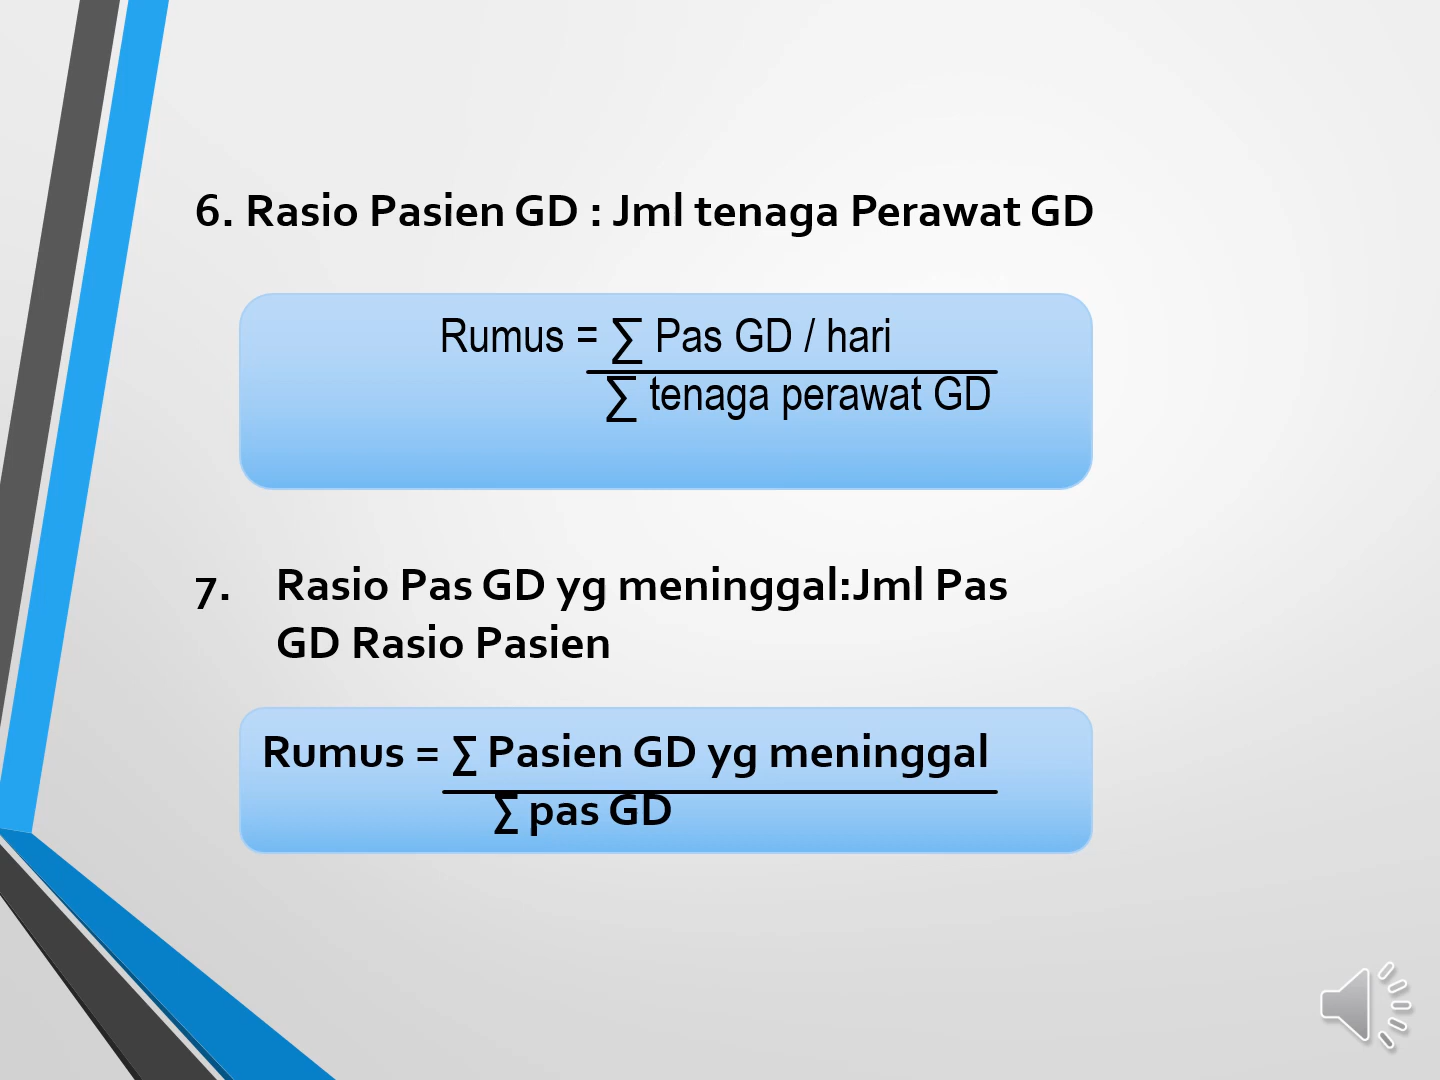 6. Rasio Pasien GD : Jml tenaga Perawat GD
Rumus = ∑ Pas GD / hari
∑ tenaga perawat GD
7. Rasio Pas GD yg meninggal:Jml Pas
GD Rasio Pasien
Rumus = ∑ Pasien GD yg meninggal
∑ pas GD